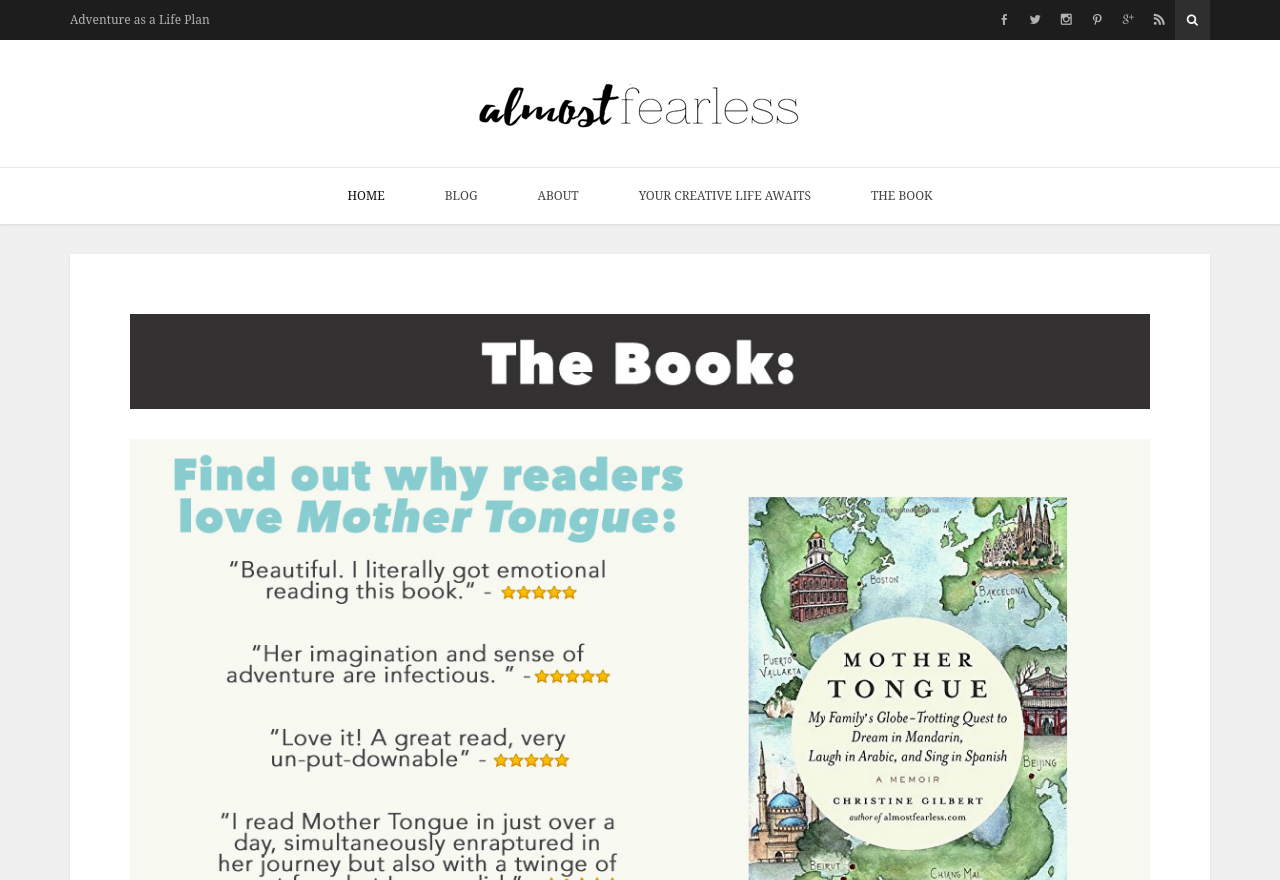 Adventure as a Life Plan
almost fearless
HOME
BLOG
ABOUT
YOUR CREATIVE LIFE AWAITS
THE BOOK
The Book:
Find out why readers
love Mother Tongue:
“Beautiful. I literally got emotional
reading this book.” -
“Her imagination and sense of
adventure are infectious. ” -
“Love it! A great read, very
un-put-downable” -
“I read Mother Tongue in just over a
day, simultaneously enraptured in
her journey but also with a twinge of
Copyrighted Material
BOSTON
BARCELONA
PUERTO
VALLARTA
MOTHER
TONGUE
My Family's Globe-Trotting Quest to
Dream in Mandarin,
Laugh in Arabic, and Sing in Spanish
A MEMOIR
CHRISTINE GILBERT
author of almostfearless.com
BEIJING
BEIRUT
CHIANG MAI